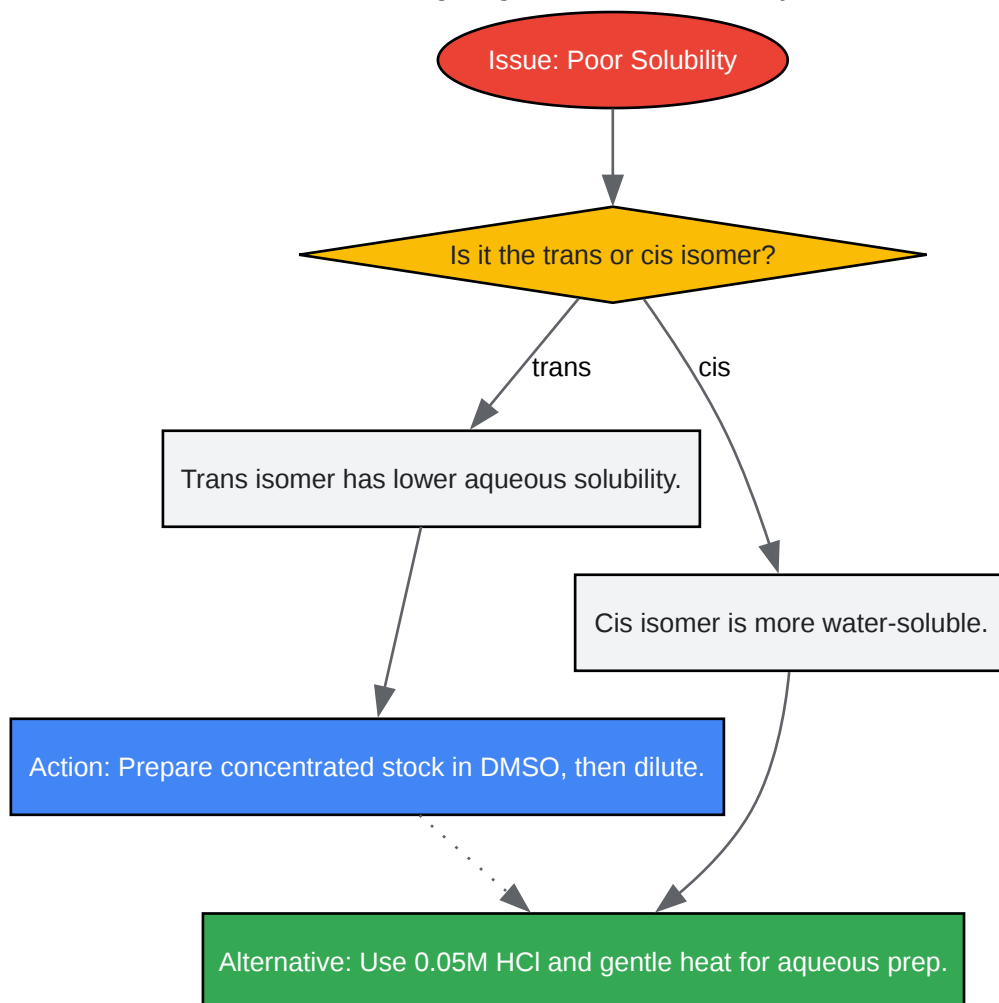 Issue: Poor Solubility
Is it the trans or cis isomer?
trans
cis
Trans isomer has lower aqueous solubility.
Cis isomer is more water-soluble.
Action: Prepare concentrated stock in DMSO, then dilute.
Alternative: Use 0.05M HCl and gentle heat for aqueous prep.